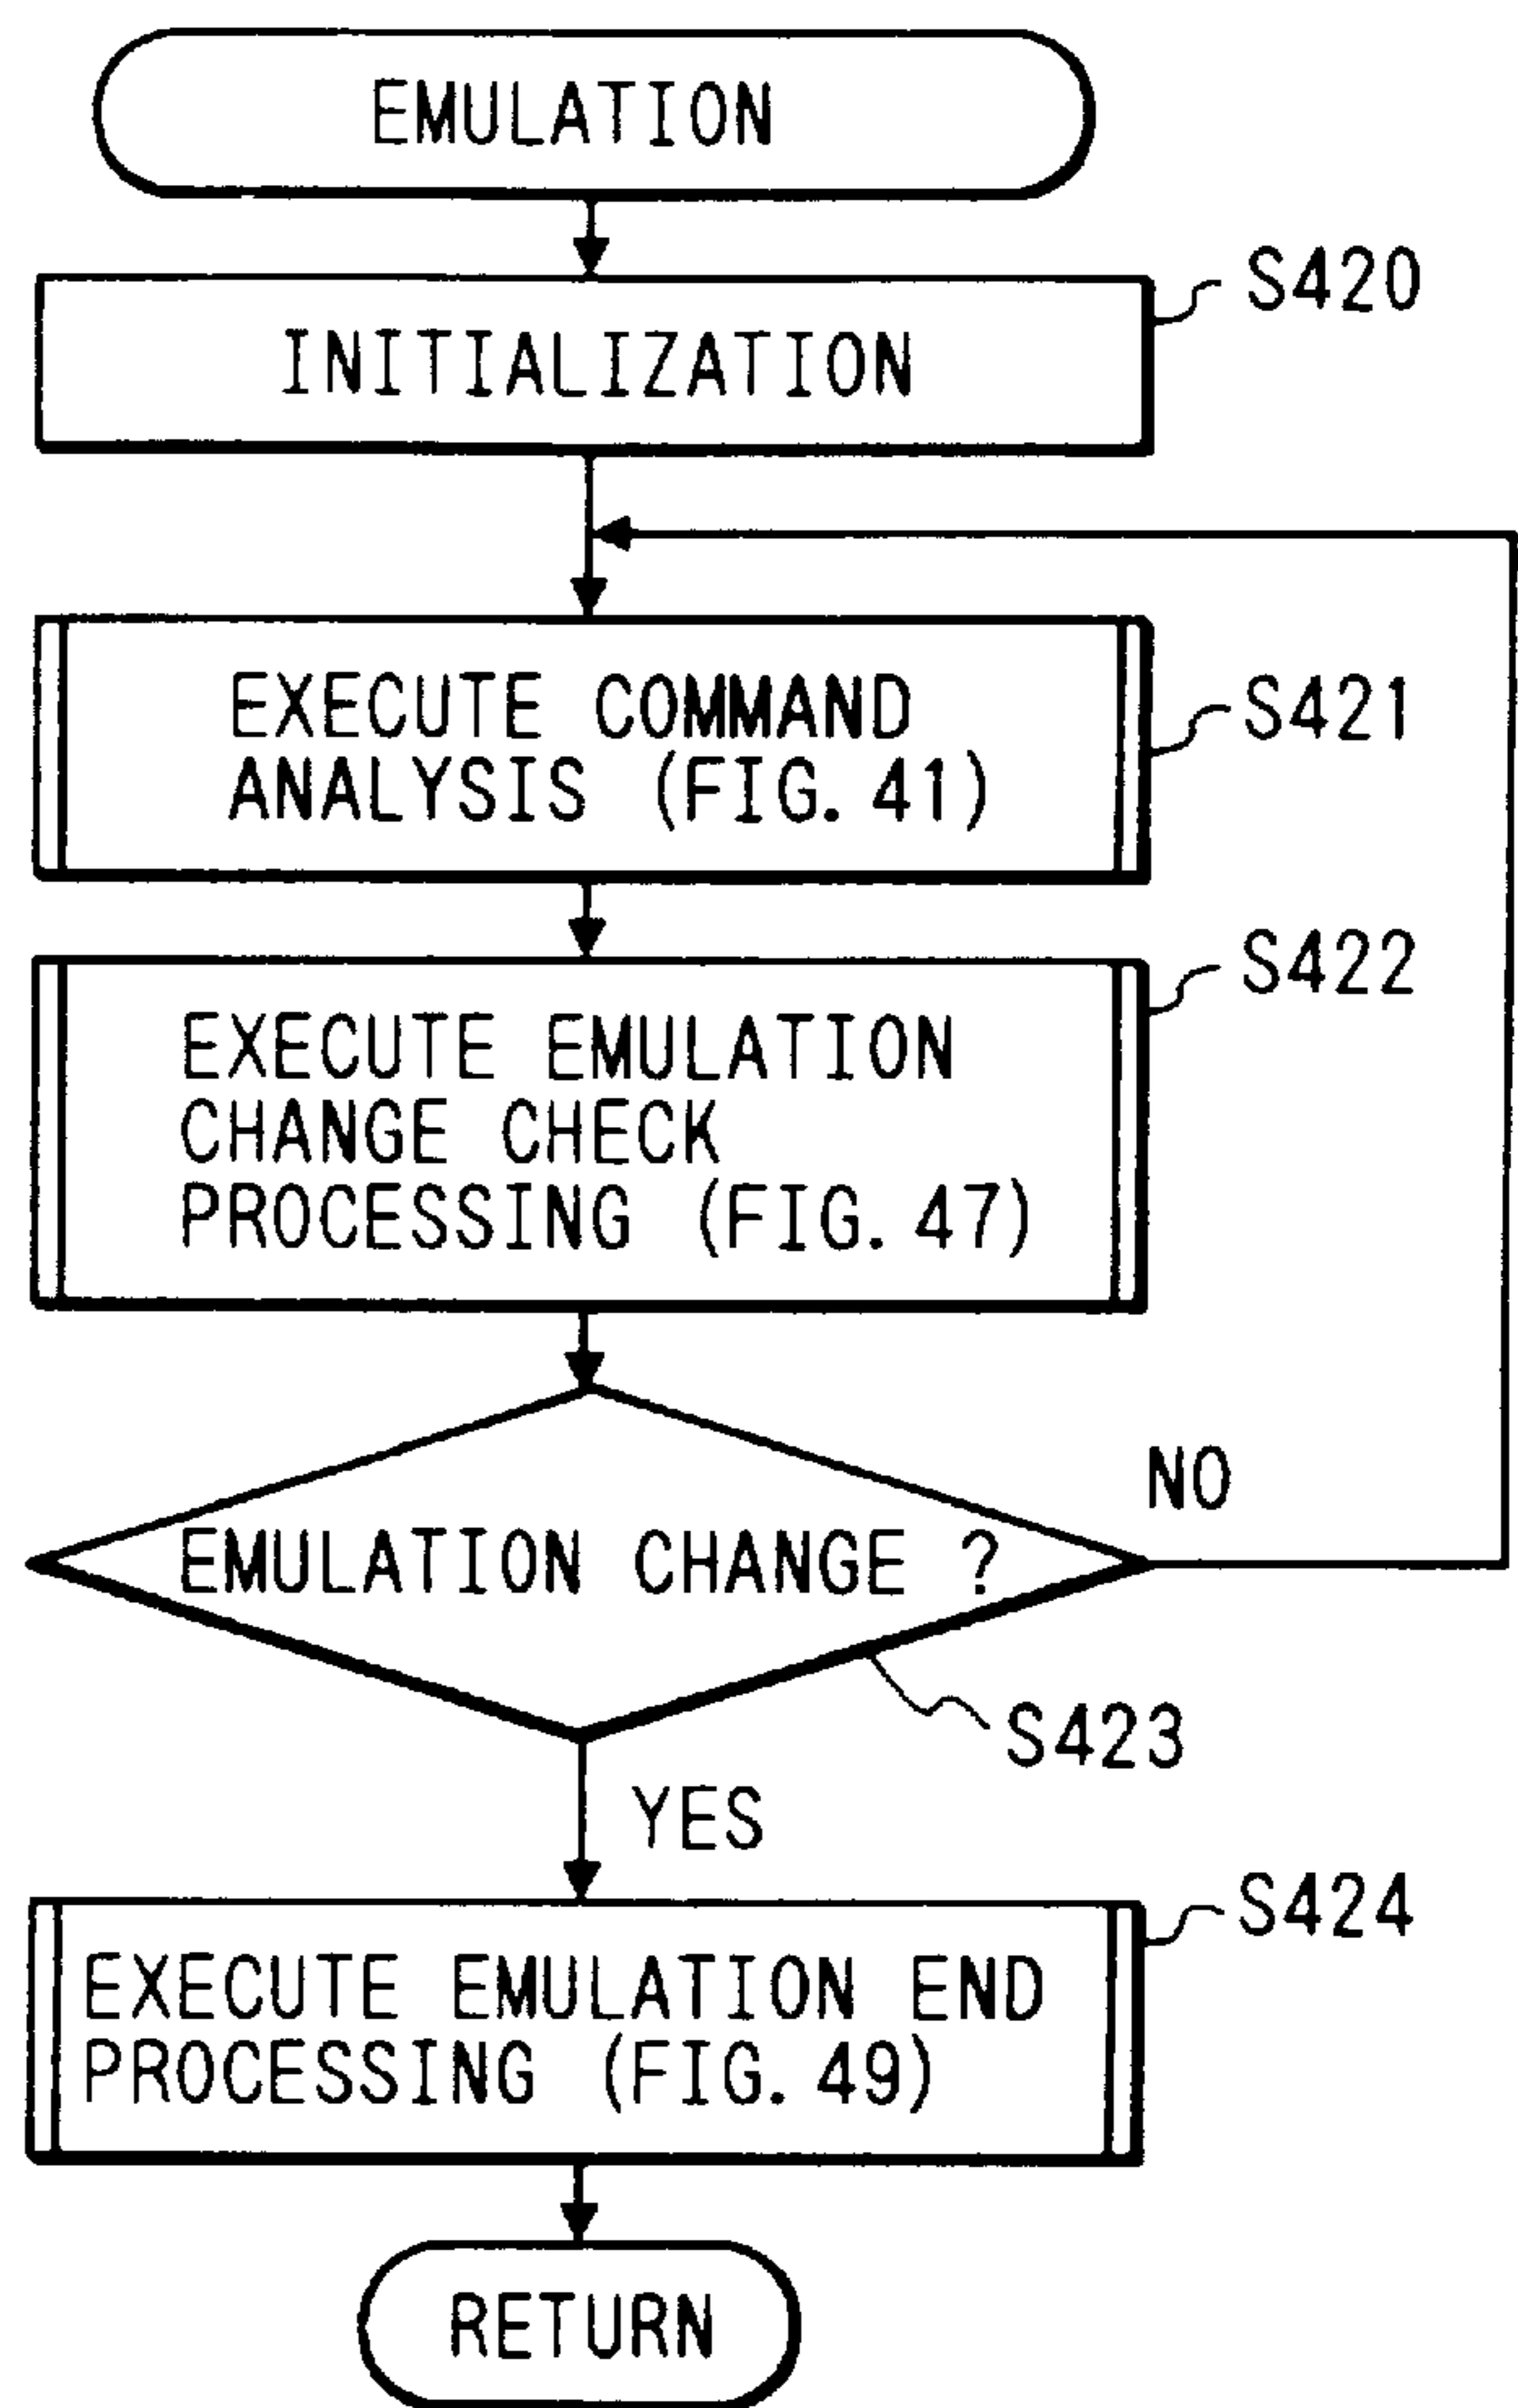 EMULATION
S420
INITIALIZATION
EXECUTE COMMAND
ANALYSIS (FIG. 41)
S421
S422
EXECUTE EMULATION
CHANGE CHECK
PROCESSING (FIG. 47)
NO
EMULATION CHANGE ?
S423
YES
S424
EXECUTE EMULATION END
PROCESSING (FIG. 49)
RETURN